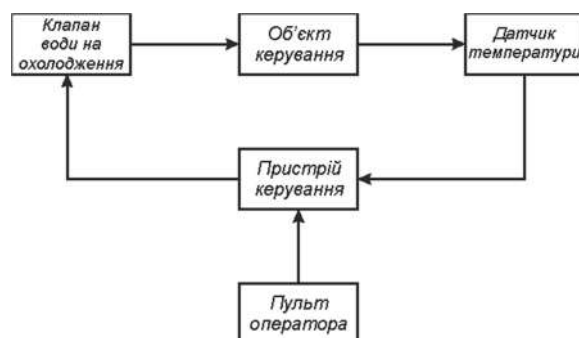 Клапан
води на
охолодження
Об'єкт
керування
Датчик
температури
Пристрій
керування
Пульт
оператора